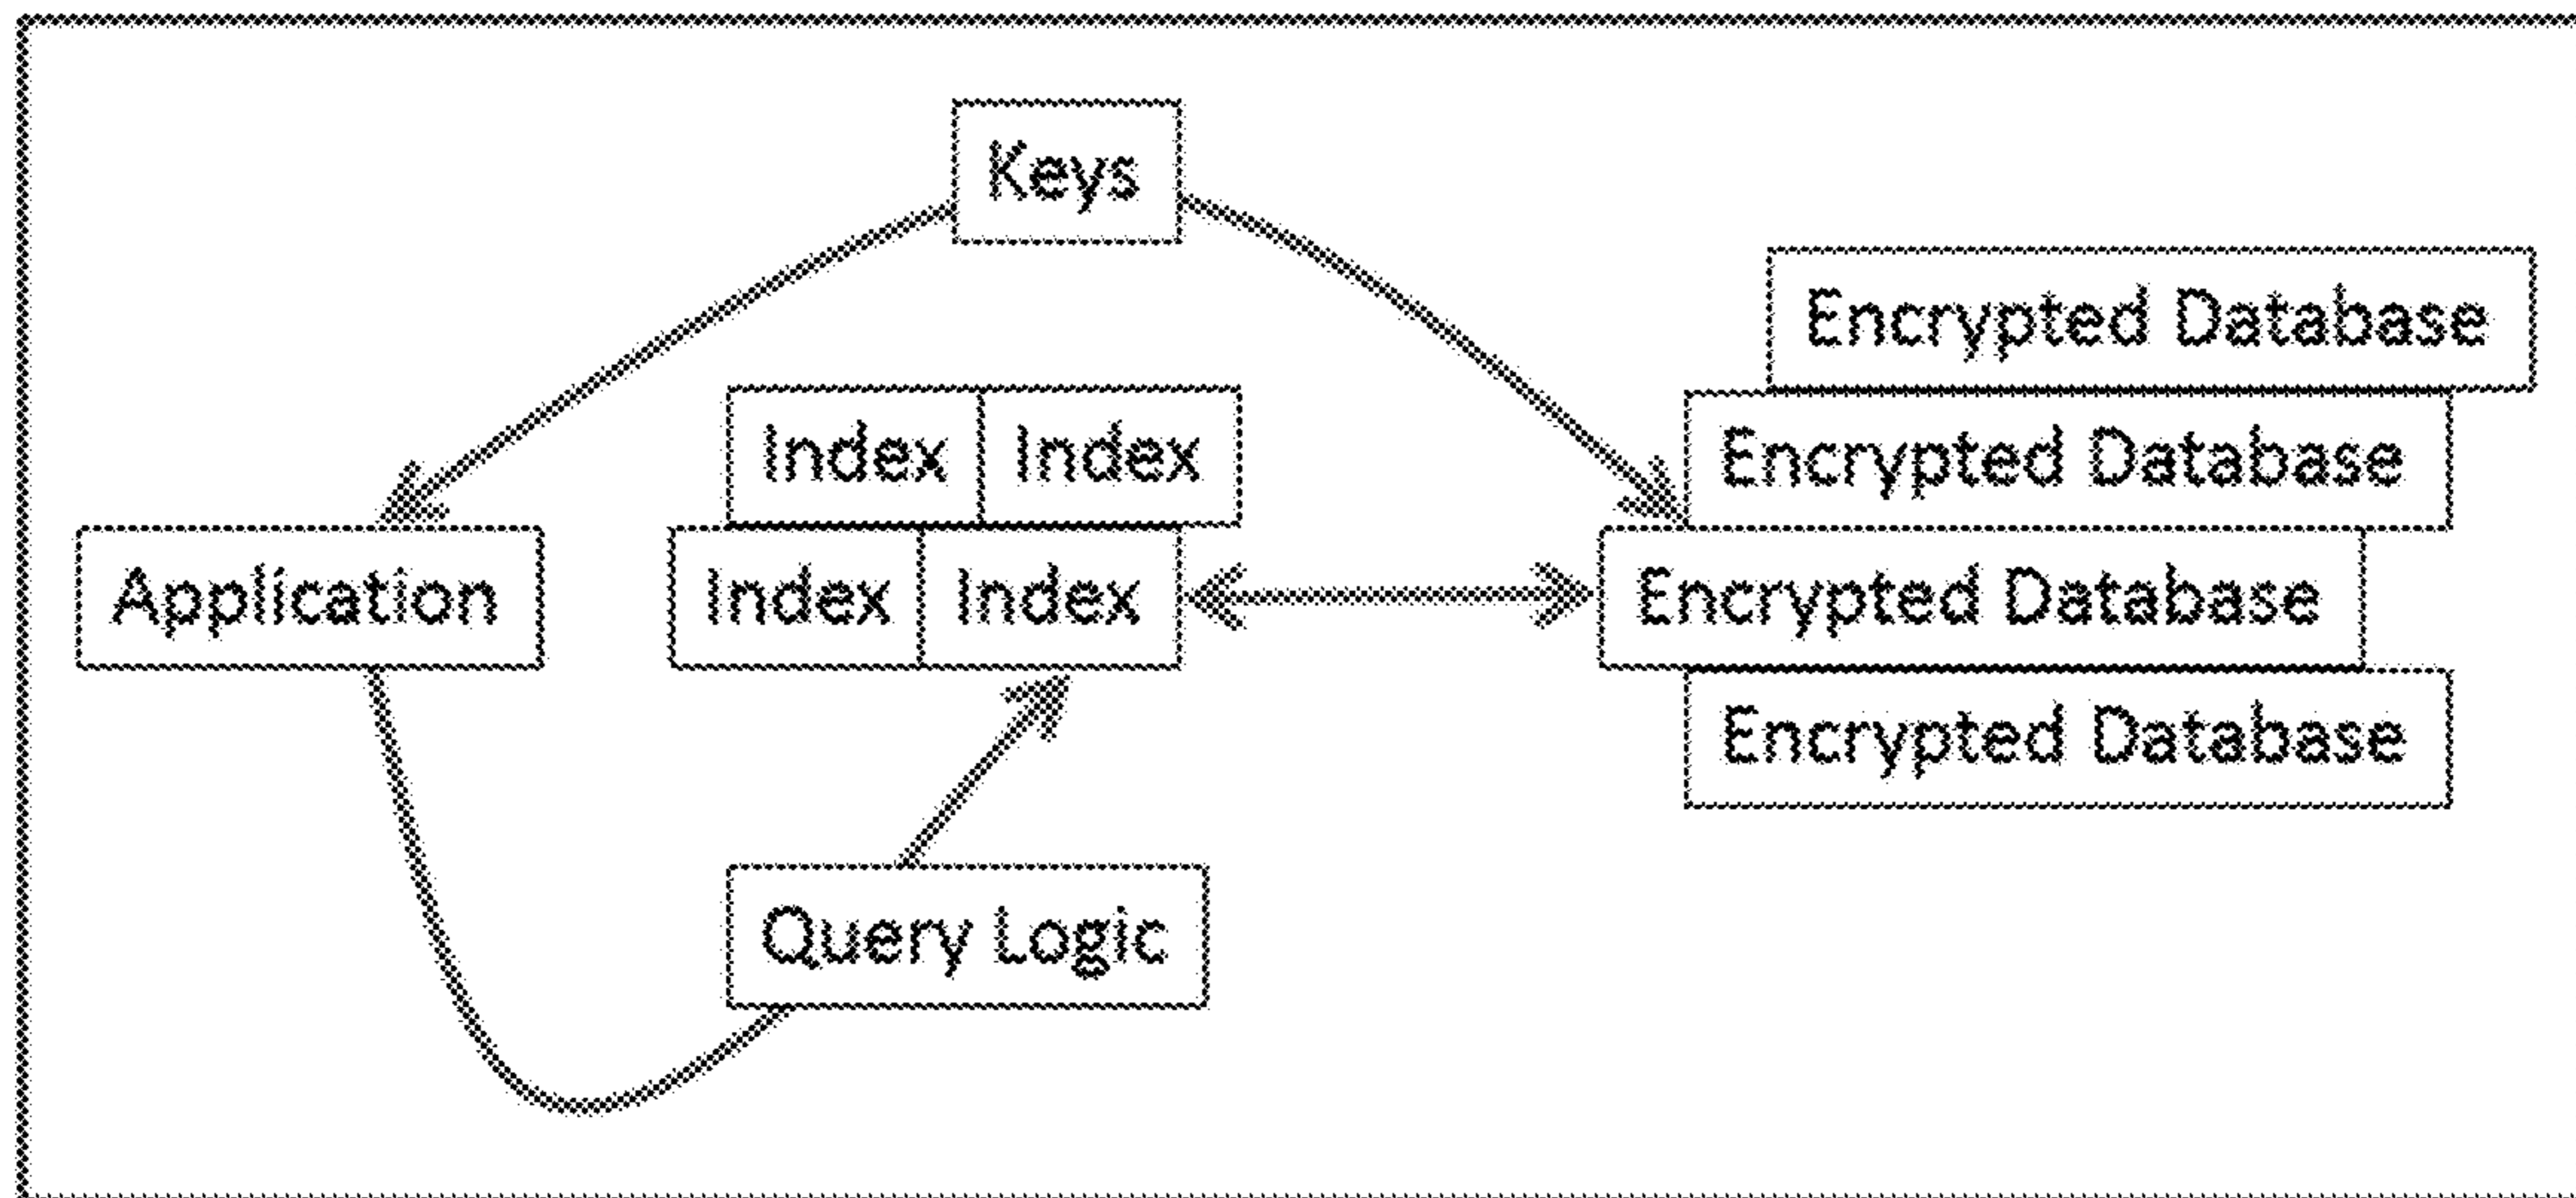 Keys
Encrypted Database
Index Index
Encrypted Database
Application
Index Index
Encrypted Database
Encrypted Database
Query Logic